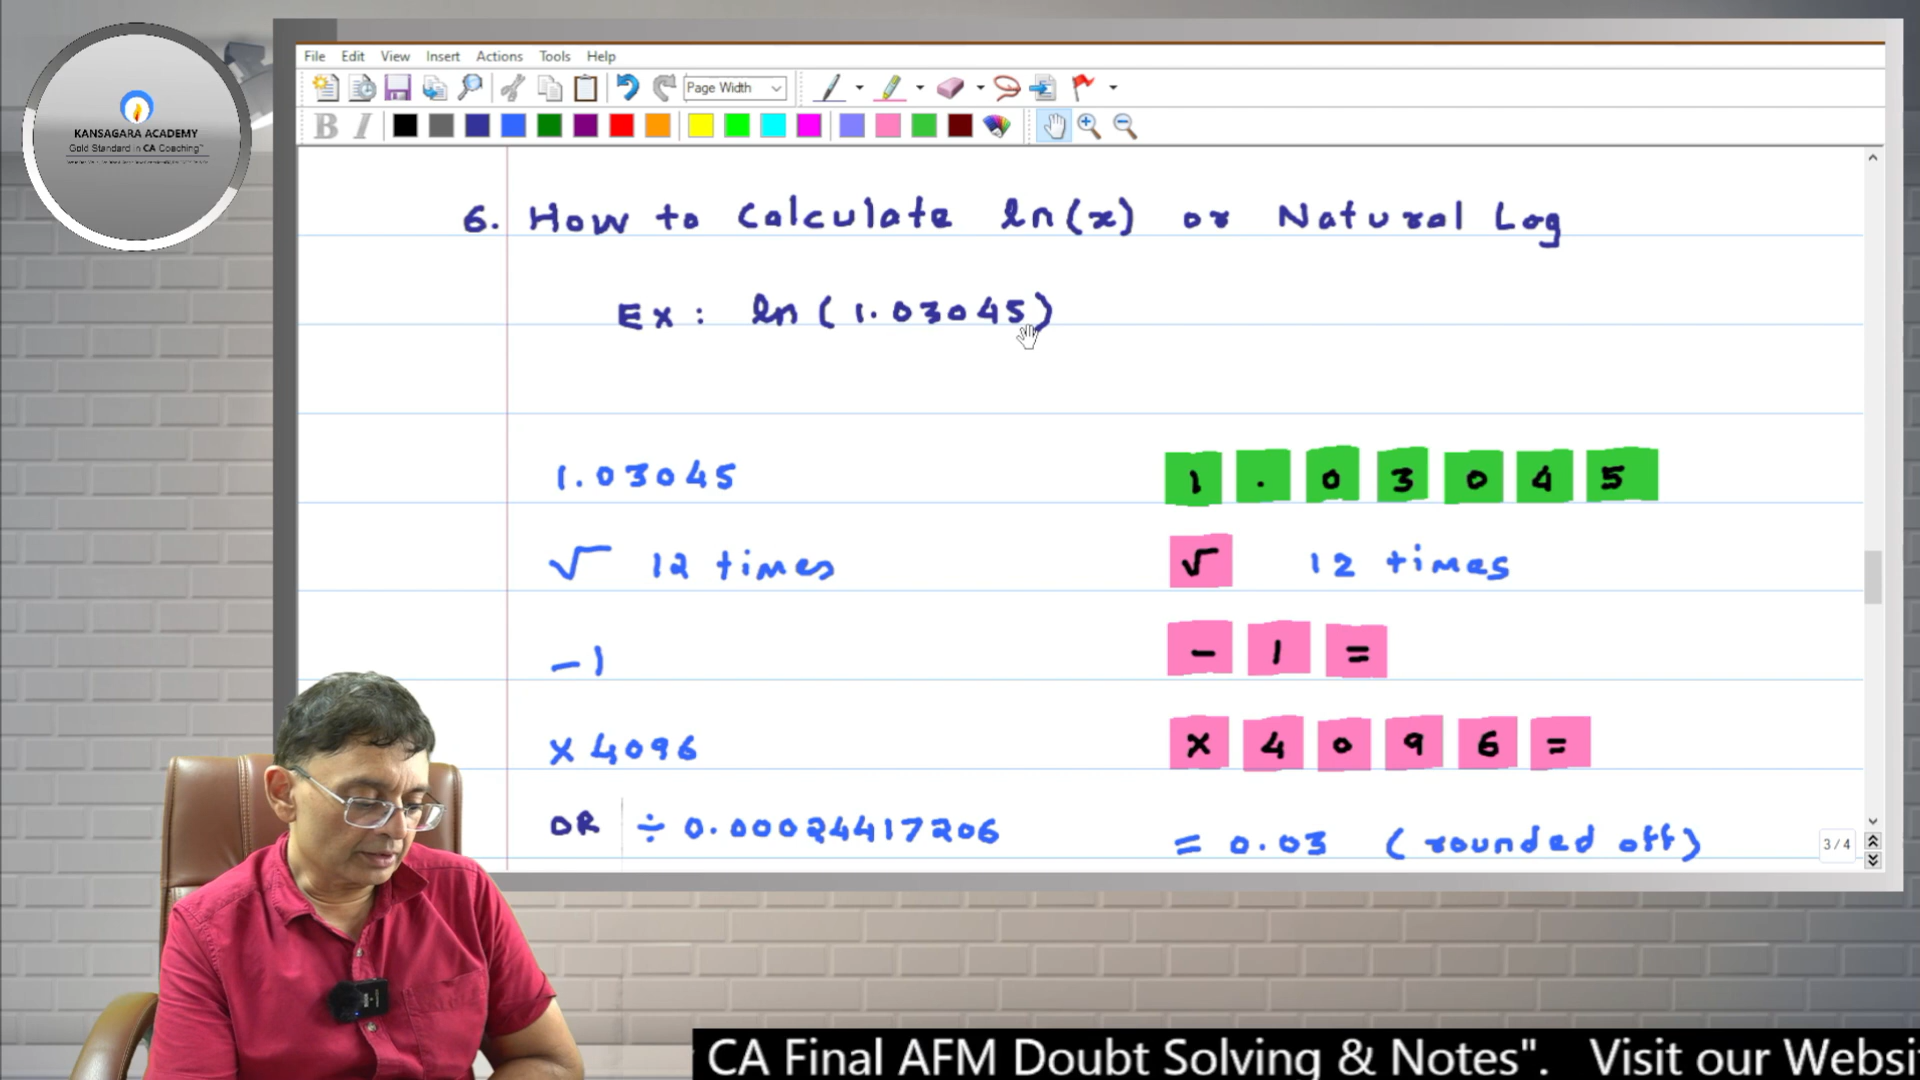 KANSAGARA ACADEMY
Gold Standard in CA Coaching™
File Edit View Insert Actions Tools Help
Page Width
B I
6. How to Calculate ln(x) or Natural Log
Ex: ln(1.03045)
1.03045
1 . 0 3 0 4 5
√ 12 times
√ 12 times
-1
- 1 =
x 4096
x 4 0 9 6 =
OR ÷ 0.00024417206
= 0.03 (rounded off)
3/4
CA Final AFM Doubt Solving & Notes". Visit our Websi